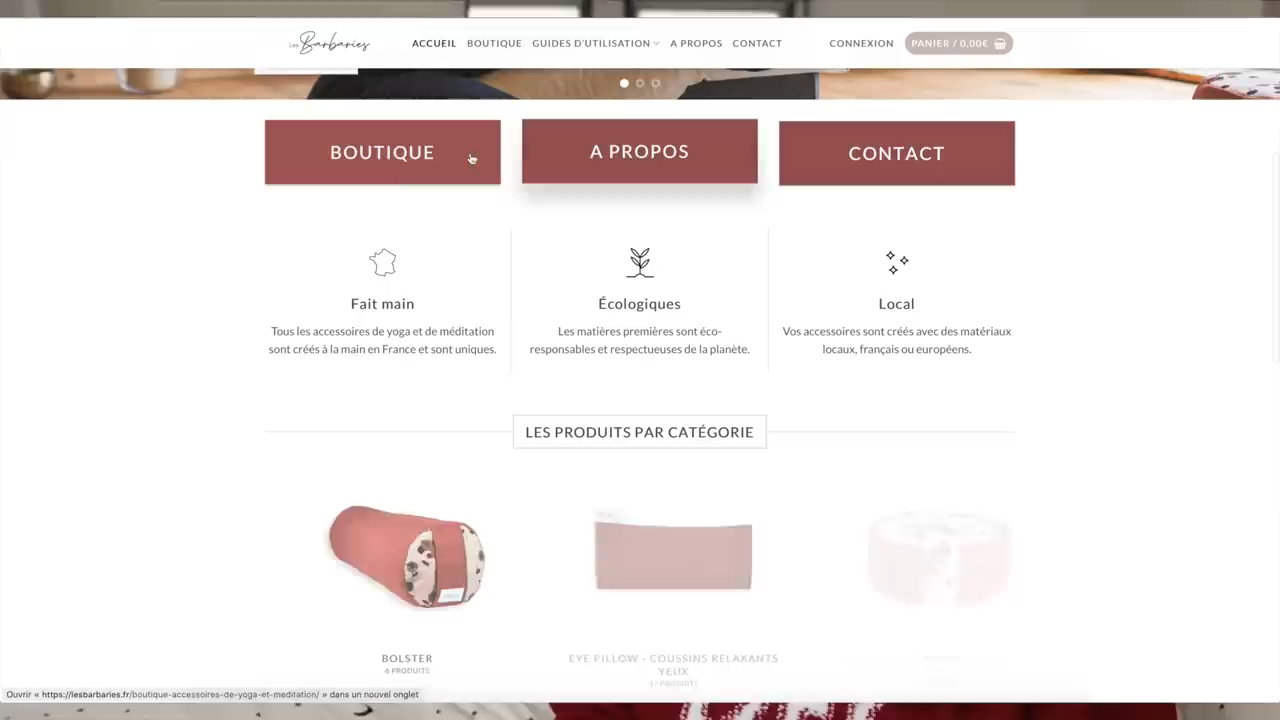 Les Barbaries
ACCUEIL BOUTIQUE GUIDES D'UTILISATION A PROPOS CONTACT CONNEXION PANIER / 0,00€
BOUTIQUE
A PROPOS
CONTACT
Fait main
Tous les accessoires de yoga et de méditation
sont créés à la main en France et sont uniques.
Écologiques
Les matières premières sont éco-
responsables et respectueuses de la planète.
Local
Vos accessoires sont créés avec des matériaux
locaux, français ou européens.
LES PRODUITS PAR CATÉGORIE
BOLSTER
6 PRODUITS
EYE PILLOW - COUSSINS RELAXANTS
YEUX
17 PRODUITS
Ouvrir « https://lesbarbaries.fr/boutique-accessoires-de-yoga-et-meditation/ » dans un nouvel onglet